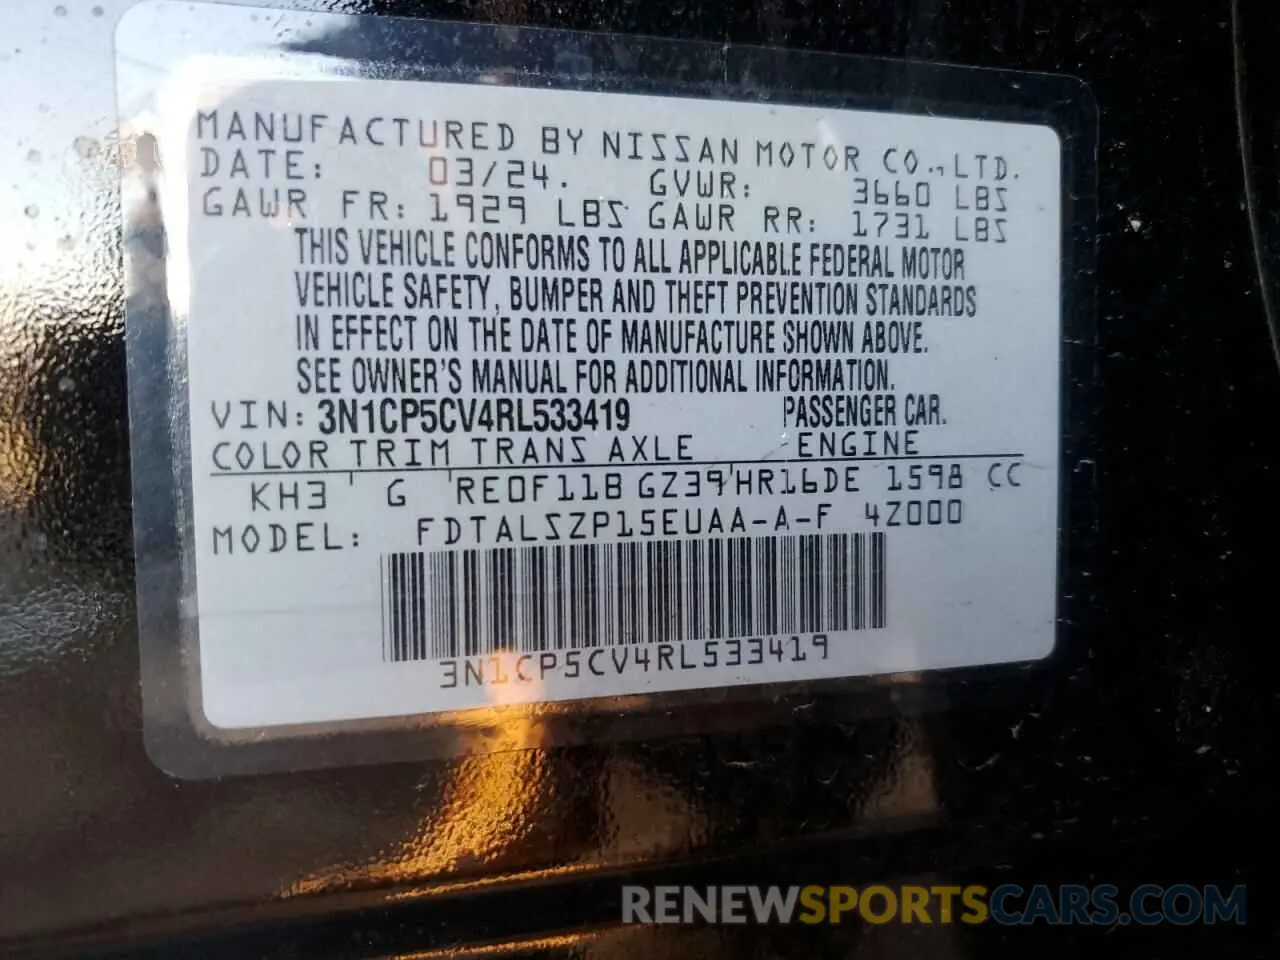 MANUFACTURED BY NISSAN MOTOR CO., LTD.
DATE: 03/24. GVWR: 3660 LBS
GAWR FR: 1929 LBS GAWR RR: 1731 LBS
THIS VEHICLE CONFORMS TO ALL APPLICABLE FEDERAL MOTOR
VEHICLE SAFETY, BUMPER AND THEFT PREVENTION STANDARDS
IN EFFECT ON THE DATE OF MANUFACTURE SHOWN ABOVE.
SEE OWNER'S MANUAL FOR ADDITIONAL INFORMATION.
VIN: 3N1CP5CV4RL533419 PASSENGER CAR.
COLOR TRIM TRANS AXLE ENGINE
KH3 G RE0F11B GZ39 HR16DE 1598 CC
MODEL: FDTALSZP15EUAA-A-F 4Z000
3N1CP5CV4RL533419
RENEWSPORTSCARS.COM